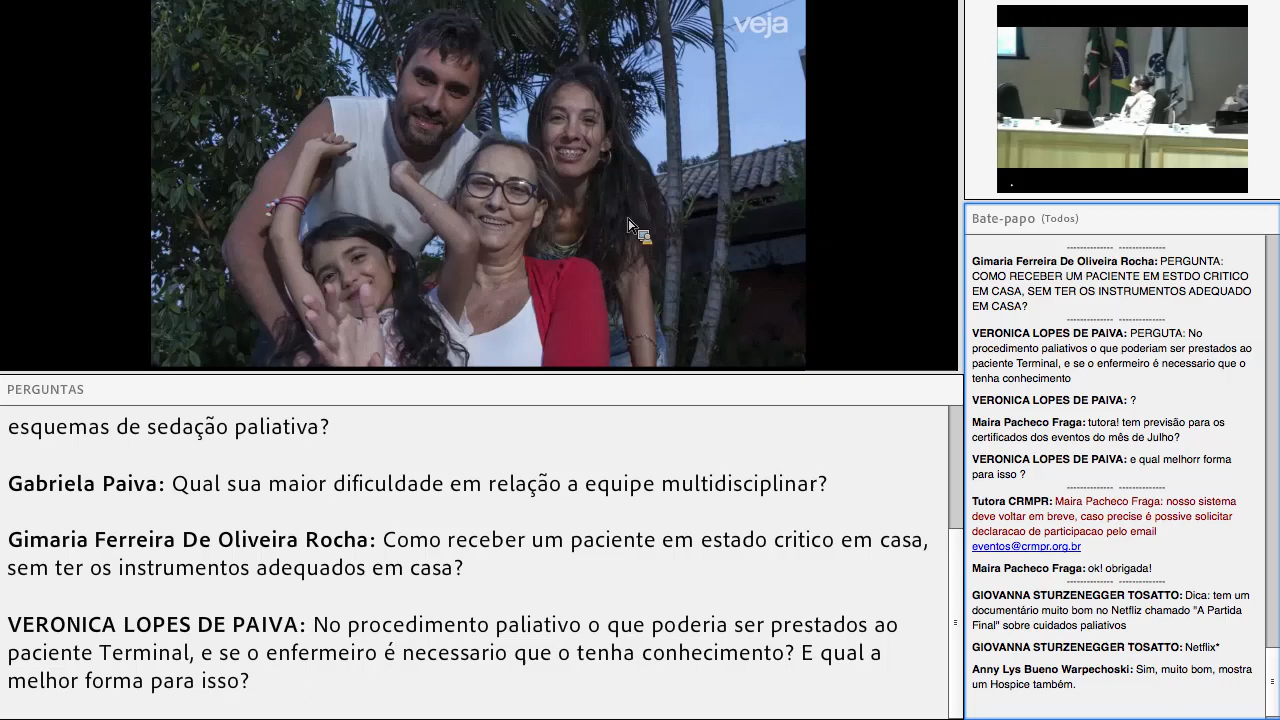 veja
PERGUNTAS
esquemas de sedação paliativa?
Gabriela Paiva: Qual sua maior dificuldade em relação a equipe multidisciplinar?
Gimaria Ferreira De Oliveira Rocha: Como receber um paciente em estado critico em casa,
sem ter os instrumentos adequados em casa?
VERONICA LOPES DE PAIVA: No procedimento paliativo o que poderia ser prestados ao
paciente Terminal, e se o enfermeiro é necessario que o tenha conhecimento? E qual a
melhor forma para isso?
Bate-papo (Todos)
-------------- --------------
Gimaria Ferreira De Oliveira Rocha: PERGUNTA:
COMO RECEBER UM PACIENTE EM ESTDO CRITICO
EM CASA, SEM TER OS INSTRUMENTOS ADEQUADO
EM CASA?
-------------- --------------
VERONICA LOPES DE PAIVA: PERGUTA: No
procedimento paliativos o que poderiam ser prestados ao
paciente Terminal, e se o enfermeiro é necessario que o
tenha conhecimento
VERONICA LOPES DE PAIVA: ?
Maira Pacheco Fraga: tutora! tem previsão para os
certificados dos eventos do mês de Julho?
VERONICA LOPES DE PAIVA: e qual melhorr forma
para isso ?
-------------- --------------
Tutora CRMPR: Maira Pacheco Fraga: nosso sistema
deve voltar em breve, caso precise é possive solicitar
declaracao de participacao pelo email
eventos@crmpr.org.br
Maira Pacheco Fraga: ok! obrigada!
-------------- --------------
GIOVANNA STURZENEGGER TOSATTO: Dica: tem um
documentário muito bom no Netfliz chamado "A Partida
Final" sobre cuidados paliativos
GIOVANNA STURZENEGGER TOSATTO: Netflix*
Anny Lys Bueno Warpechoski: Sim, muito bom, mostra
um Hospice também.